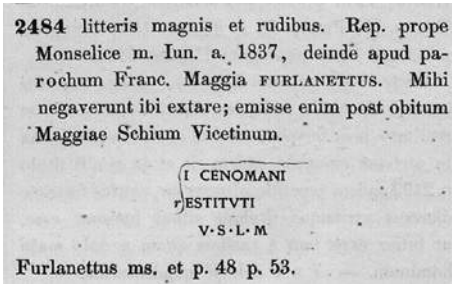 2484 litteris magnis et rudibus. Rep. prope
Monselice m. Iun. a. 1837, deinde apud pa-
rochum Franc. Maggia FURLANETTUS. Mihi
negaverunt ibi extare; emisse enim post obitum
Maggiae Schium Vicetinum.
I CENOMANI
r)ESTITVTI
V·S·L·M
Furlanettus ms. et p. 48 p. 53.